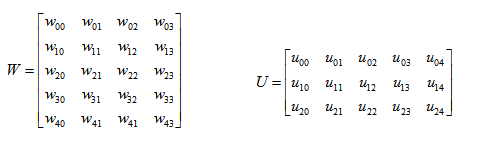 w00 w01 w02 w03
w10 w11 w12 w13
W = w20 w21 w22 w23
w30 w31 w32 w33
w40 w41 w41 w43
u00 u01 u02 u03 u04
U = u10 u11 u12 u13 u14
u20 u21 u22 u23 u24